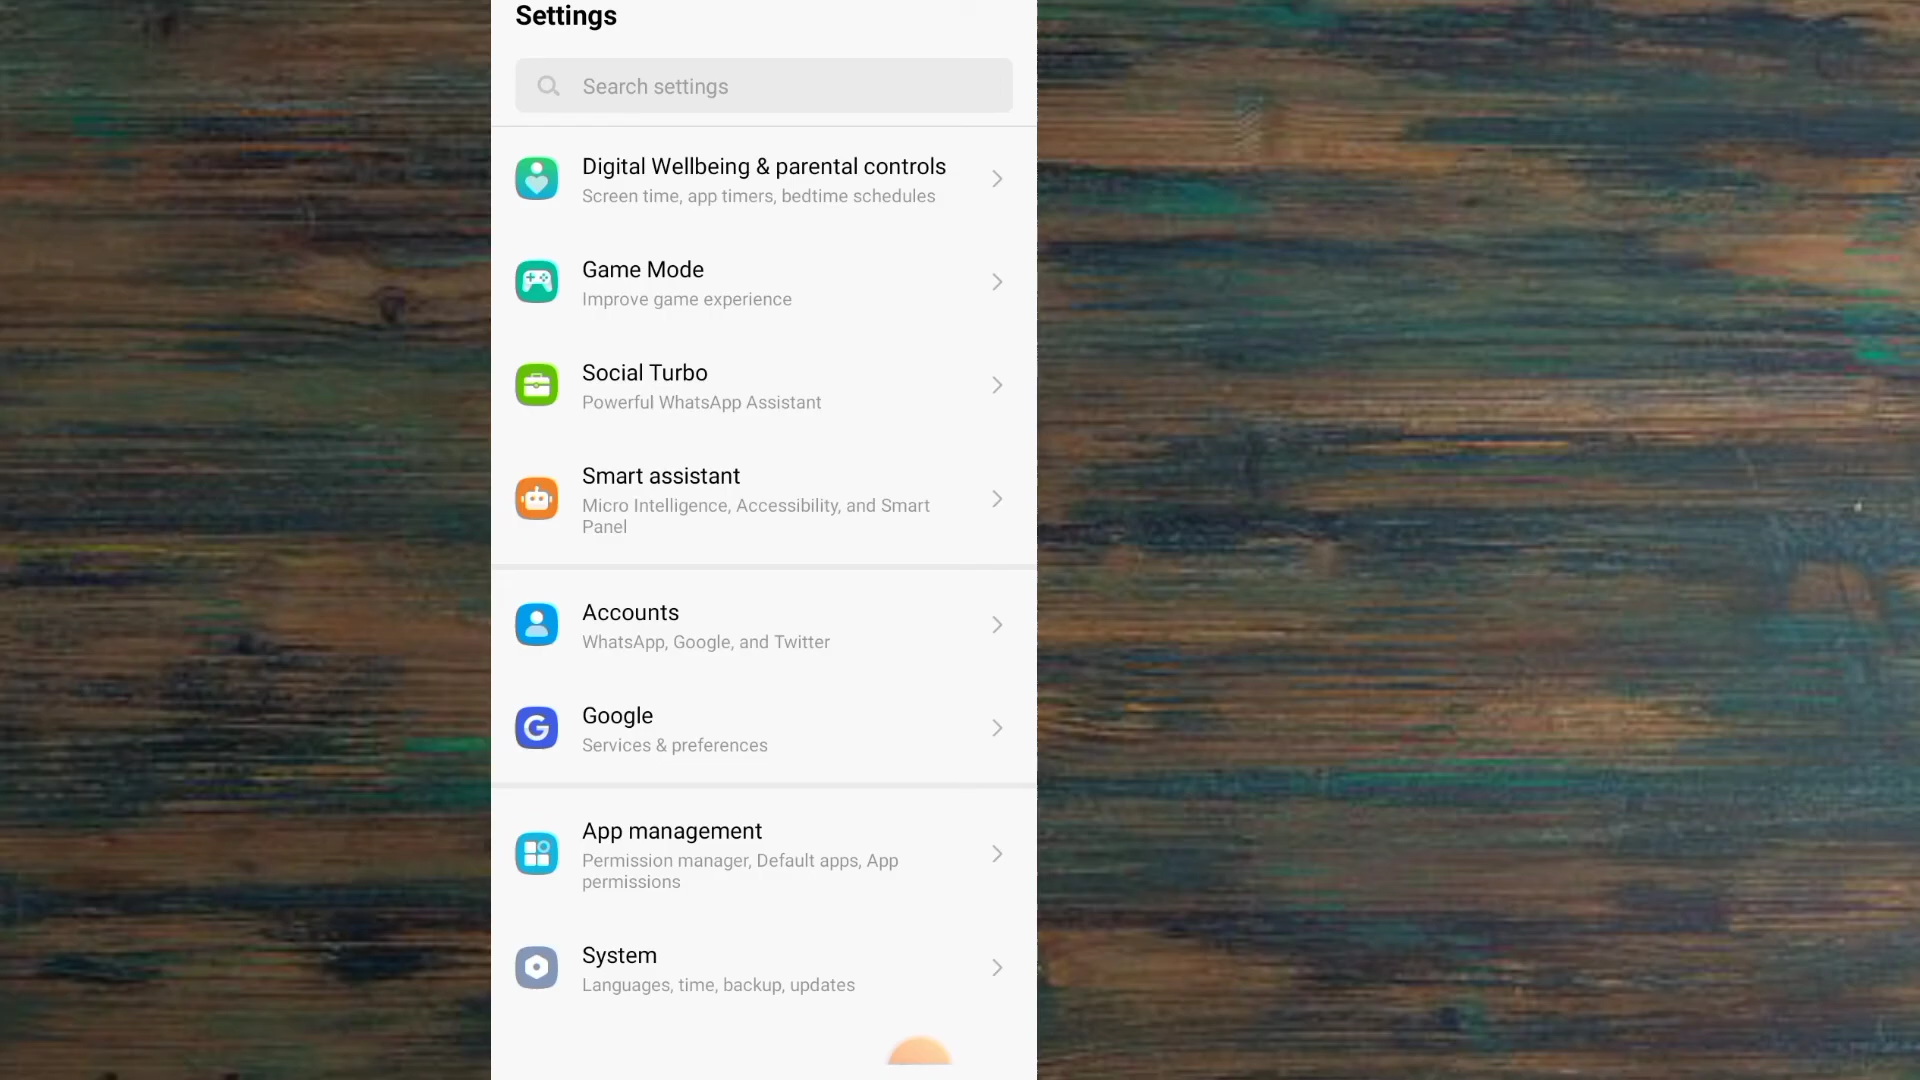 Settings
Search settings
Digital Wellbeing & parental controls
Screen time, app timers, bedtime schedules
Game Mode
Improve game experience
Social Turbo
Powerful WhatsApp Assistant
Smart assistant
Micro Intelligence, Accessibility, and Smart
Panel
Accounts
WhatsApp, Google, and Twitter
Google
Services & preferences
App management
Permission manager, Default apps, App
permissions
System
Languages, time, backup, updates